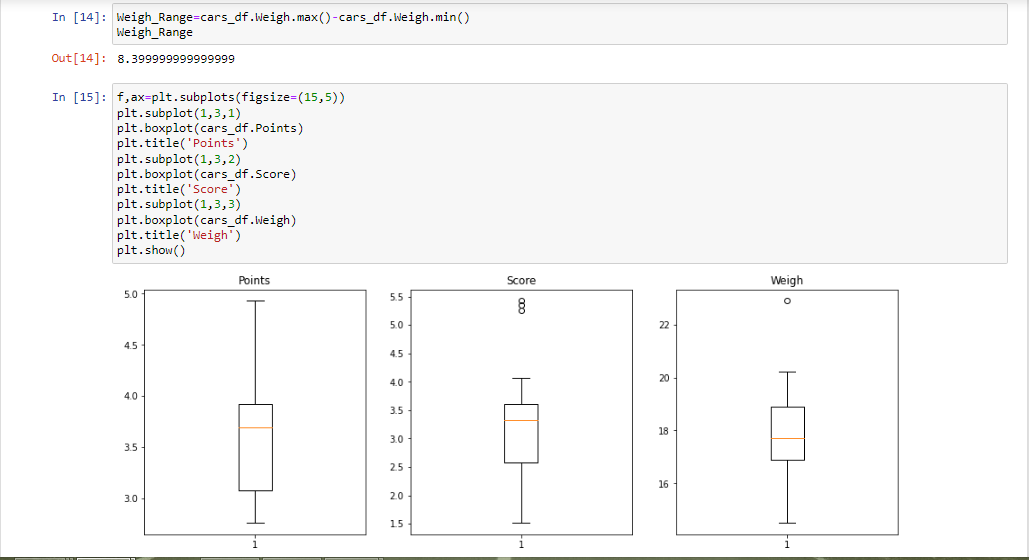 In [14]: Weigh_Range=cars_df.Weigh.max()-cars_df.Weigh.min()
Weigh_Range
Out[14]: 8.399999999999999
In [15]: f,ax=plt.subplots(figsize=(15,5))
plt.subplot(1,3,1)
plt.boxplot(cars_df.Points)
plt.title('Points')
plt.subplot(1,3,2)
plt.boxplot(cars_df.Score)
plt.title('Score')
plt.subplot(1,3,3)
plt.boxplot(cars_df.Weigh)
plt.title('Weigh')
plt.show()
Points
5.0
4.5
4.0
3.5
3.0
1
Score
5.5
5.0
4.5
4.0
3.5
3.0
2.5
2.0
1.5
1
Weigh
22
20
18
16
1